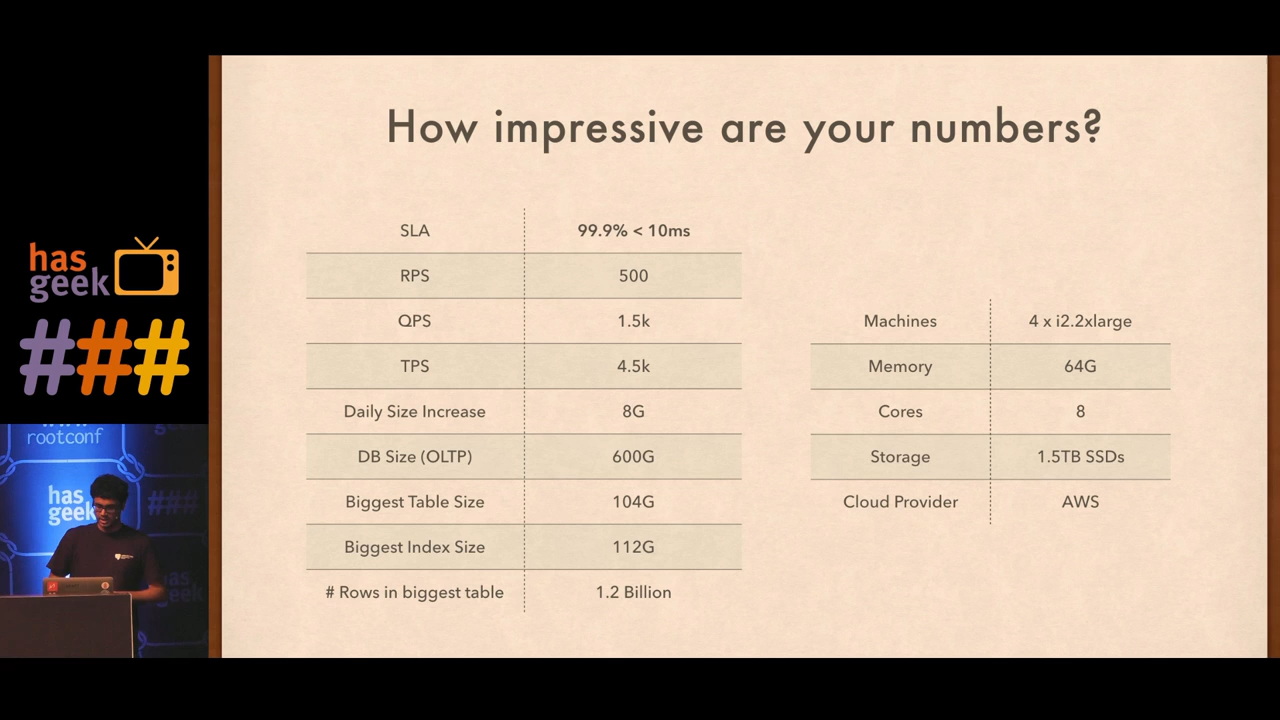 How impressive are your numbers?
SLA 99.9% < 10ms
RPS 500
QPS 1.5k
TPS 4.5k
Daily Size Increase 8G
DB Size (OLTP) 600G
Biggest Table Size 104G
Biggest Index Size 112G
# Rows in biggest table 1.2 Billion
Machines 4 x i2.2xlarge
Memory 64G
Cores 8
Storage 1.5TB SSDs
Cloud Provider AWS
has
geek
###
rootconf
has
geek
###
has
geek